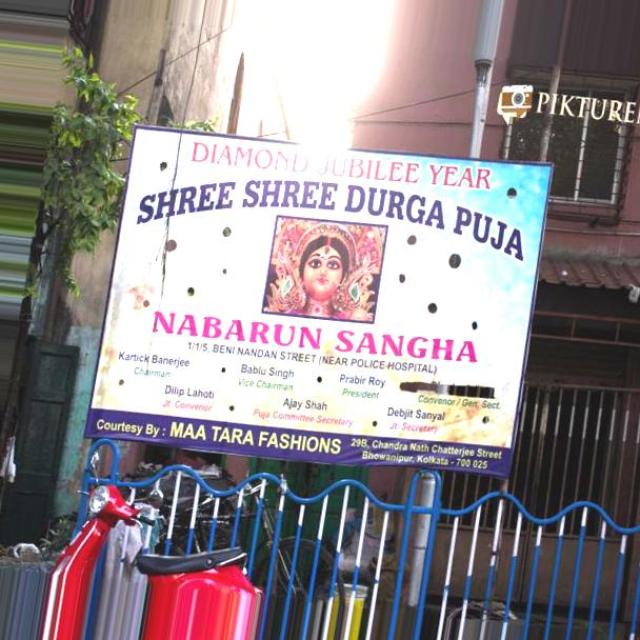 PIKTURE
DIAMOND JUBILEE YEAR
SHREE SHREE DURGA PUJA
NABARUN SANGHA
1/1/5, BENI NANDAN STREET (NEAR POLICE HOSPITAL)
Kartick Banerjee
Chairman
Bablu Singh
Vice Chairman
Prabir Roy
President
Convenor / Gen. Sect.
Dilip Lahoti
Jt. Convenor
Ajay Shah
Puja Committee Secretary
Debjit Sanyal
Jt. Secretary
Courtesy By : MAA TARA FASHIONS
29B, Chandra Nath Chatterjee Street
Bhowanipur, Kolkata - 700 025